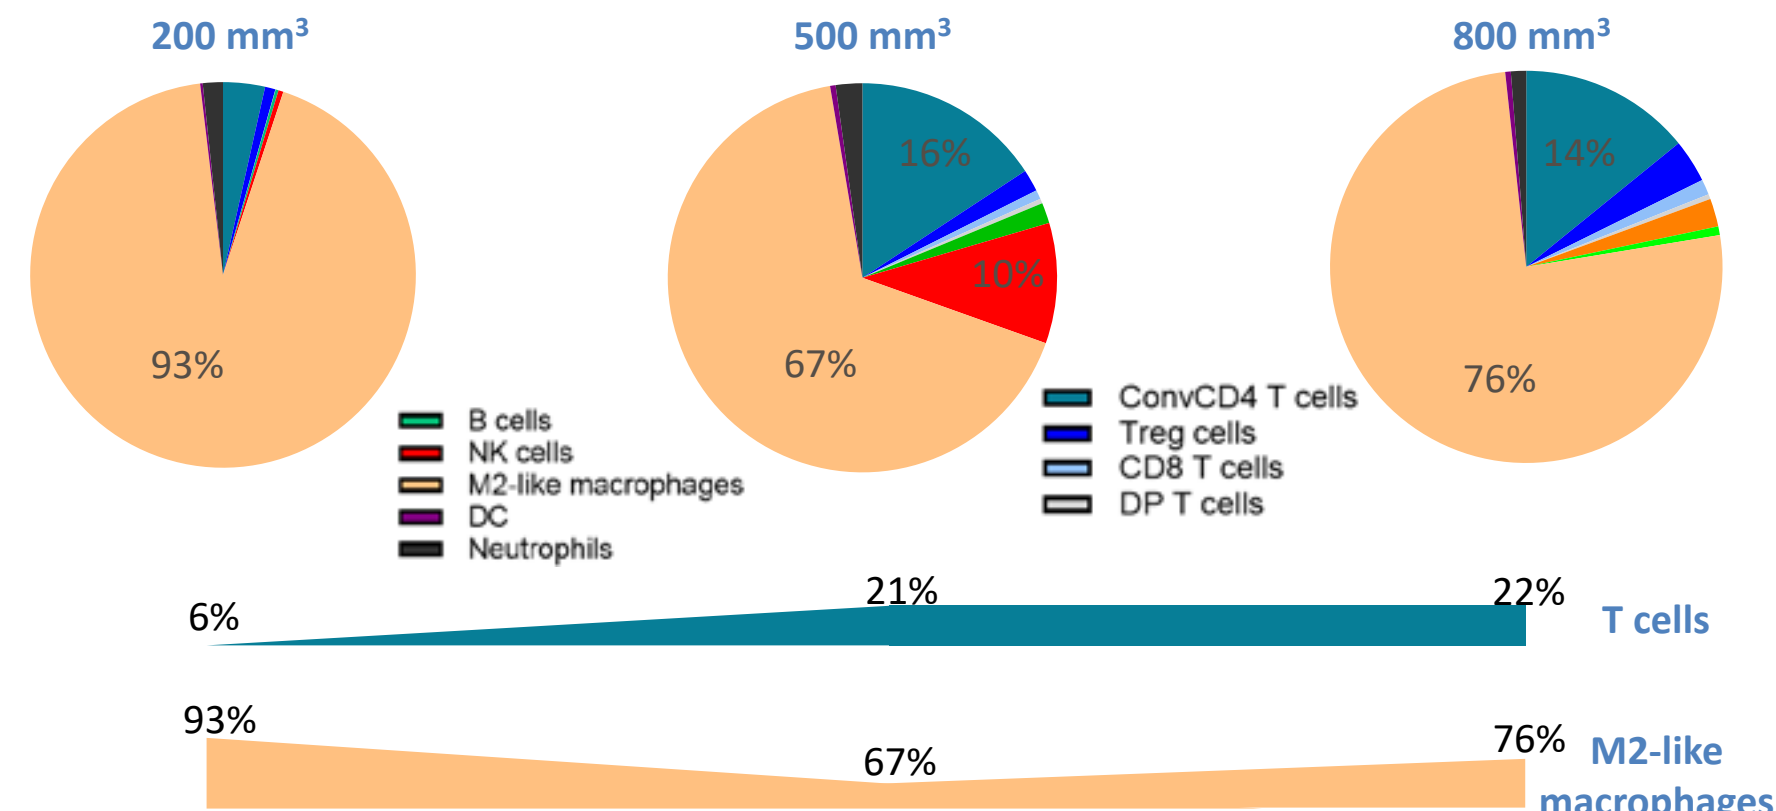 200 mm³
500 mm³
800 mm³
16%
14%
10%
93%
67%
76%
B cells
NK cells
M2-like macrophages
DC
Neutrophils
ConvCD4 T cells
Treg cells
CD8 T cells
DP T cells
6%
21%
22%
T cells
93%
67%
76%
M2-like
macrophages